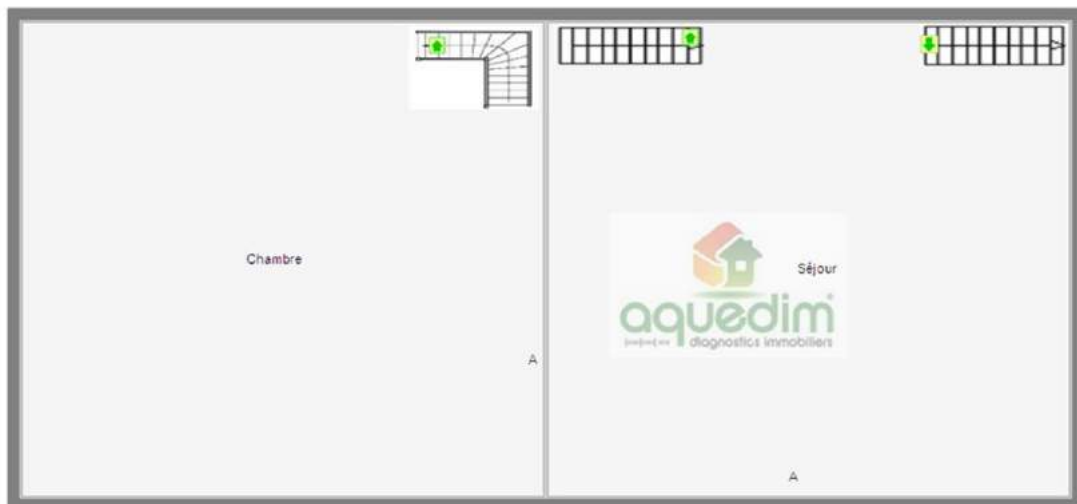 Chambre
Séjour
aquedim
diagnostics immobiliers
A
A